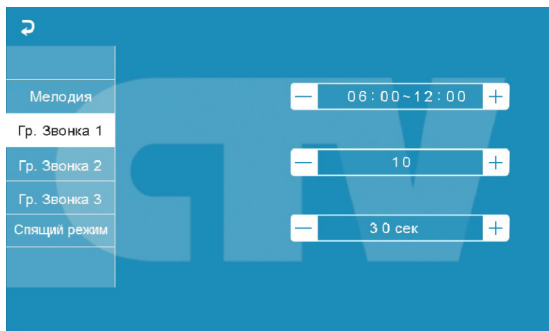 Мелодия
06:00~12:00
Гр. Звонка 1
Гр. Звонка 2
10
Гр. Звонка 3
Спящий режим
30 сек
CTV